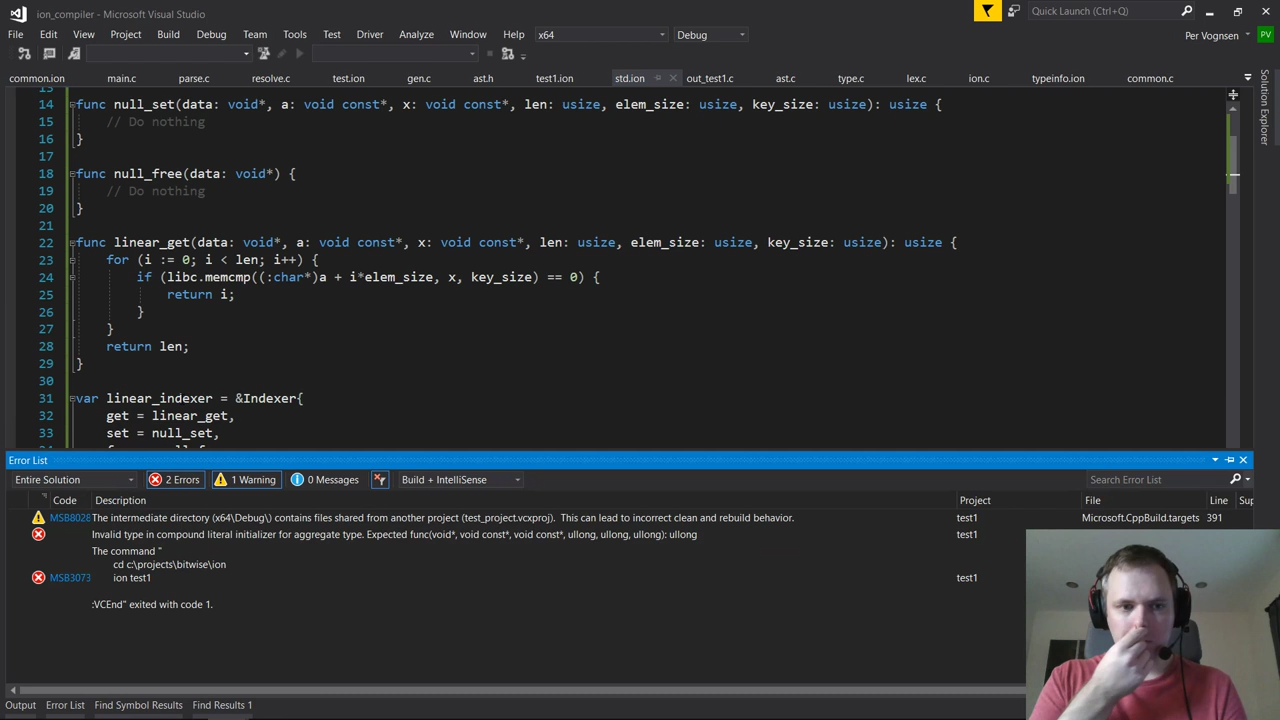 ion_compiler - Microsoft Visual Studio
Quick Launch (Ctrl+Q)
File Edit View Project Build Debug Team Tools Test Driver Analyze Window Help x64 Debug
Per Vognsen PV
common.ion main.c parse.c resolve.c test.ion gen.c ast.h test1.ion std.ion out_test1.c ast.c type.c lex.c ion.c typeinfo.ion common.c
Solution Explorer
13
14 func null_set(data: void*, a: void const*, x: void const*, len: usize, elem_size: usize, key_size: usize): usize {
15 // Do nothing
16 }
17
18 func null_free(data: void*) {
19 // Do nothing
20 }
21
22 func linear_get(data: void*, a: void const*, x: void const*, len: usize, elem_size: usize, key_size: usize): usize {
23 for (i := 0; i < len; i++) {
24 if (libc.memcmp((:char*)a + i*elem_size, x, key_size) == 0) {
25 return i;
26 }
27 }
28 return len;
29 }
30
31 var linear_indexer = &Indexer{
32 get = linear_get,
33 set = null_set,
Error List
Entire Solution 2 Errors 1 Warning 0 Messages Build + IntelliSense Search Error List
Code Description Project File Line Sup
MSB8028 The intermediate directory (x64\Debug\) contains files shared from another project (test_project.vcxproj). This can lead to incorrect clean and rebuild behavior. test1 Microsoft.CppBuild.targets 391
Invalid type in compound literal initializer for aggregate type. Expected func(void*, void const*, void const*, ullong, ullong, ullong): ullong test1
The command "
cd c:\projects\bitwise\ion
MSB3073 ion test1 test1
:VCEnd" exited with code 1.
Output Error List Find Symbol Results Find Results 1